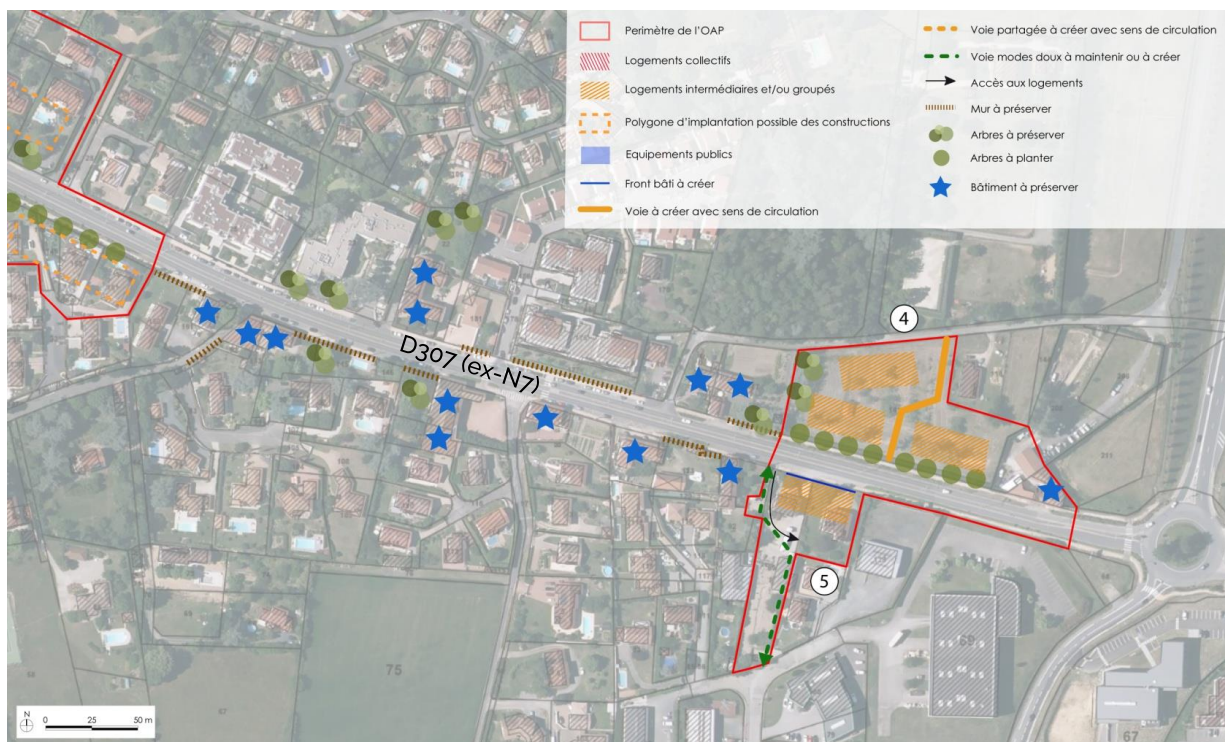 Perimètre de l'OAP
Logements collectifs
Logements intermédiaires et/ou groupés
Polygone d'implantation possible des constructions
Equipements publics
Front bâti à créer
Voie à créer avec sens de circulation
Voie partagée à créer avec sens de circulation
Voie modes doux à maintenir ou à créer
Accès aux logements
Mur à préserver
Arbres à préserver
Arbres à planter
Bâtiment à préserver
4
D307 (ex-N7)
5
75
67
N
0 25 50 m